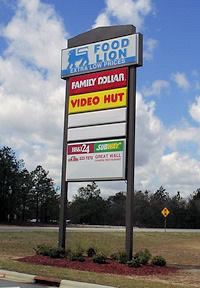 FOOD
LION
EXTRA LOW PRICES
FAMILY DOLLAR
VIDEO HUT
SUBWAY
GREAT WALL